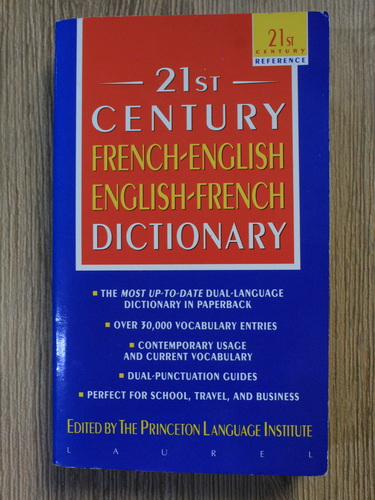 21ST
CENTURY
REFERENCE
21ST
CENTURY
FRENCH-ENGLISH
ENGLISH-FRENCH
DICTIONARY
■ THE MOST UP-TO-DATE DUAL-LANGUAGE
DICTIONARY IN PAPERBACK
■ OVER 30,000 VOCABULARY ENTRIES
■ CONTEMPORARY USAGE
AND CURRENT VOCABULARY
■ DUAL-PUNCTUATION GUIDES
■ PERFECT FOR SCHOOL, TRAVEL, AND BUSINESS
EDITED BY THE PRINCETON LANGUAGE INSTITUTE
LAUREL